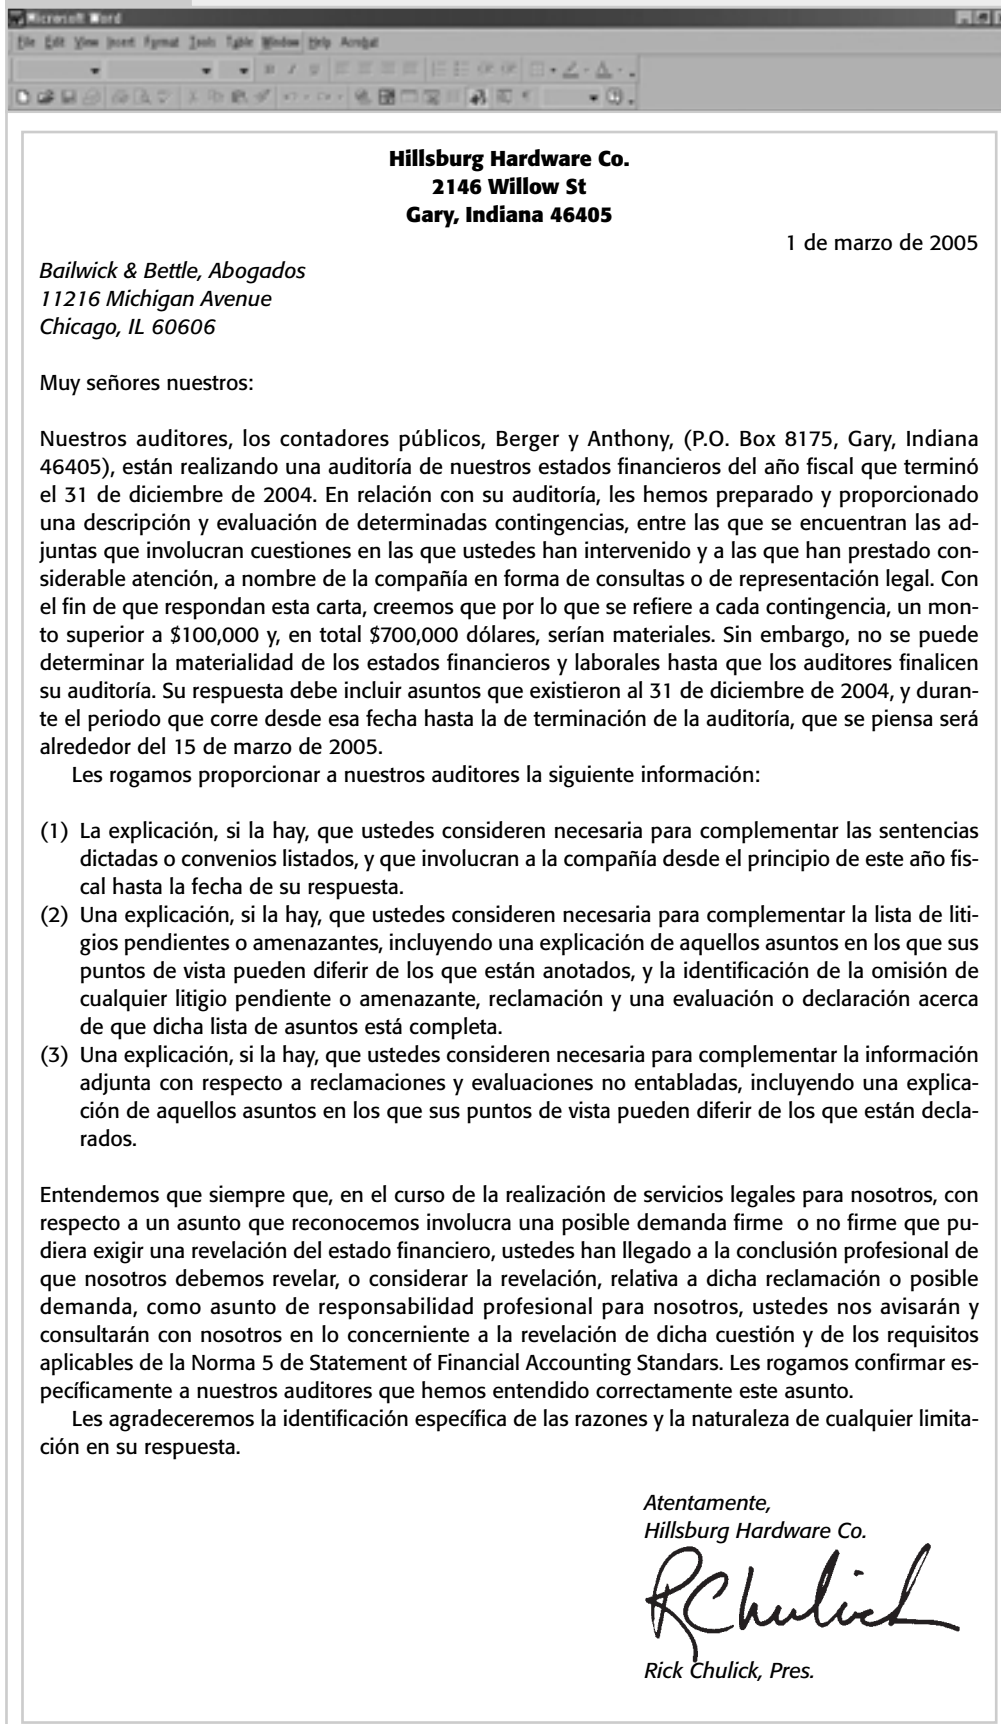 Microsoft Word
File Edit View Insert Format Tools Table Window Help Acrobat
Hillsburg Hardware Co.
2146 Willow St
Gary, Indiana 46405
1 de marzo de 2005
Bailwick & Bettle, Abogados
11216 Michigan Avenue
Chicago, IL 60606
Muy señores nuestros:
Nuestros auditores, los contadores públicos, Berger y Anthony, (P.O. Box 8175, Gary, Indiana
46405), están realizando una auditoría de nuestros estados financieros del año fiscal que terminó
el 31 de diciembre de 2004. En relación con su auditoría, les hemos preparado y proporcionado
una descripción y evaluación de determinadas contingencias, entre las que se encuentran las ad-
juntas que involucran cuestiones en las que ustedes han intervenido y a las que han prestado con-
siderable atención, a nombre de la compañía en forma de consultas o de representación legal. Con
el fin de que respondan esta carta, creemos que por lo que se refiere a cada contingencia, un mon-
to superior a $100,000 y, en total $700,000 dólares, serían materiales. Sin embargo, no se puede
determinar la materialidad de los estados financieros y laborales hasta que los auditores finalicen
su auditoría. Su respuesta debe incluir asuntos que existieron al 31 de diciembre de 2004, y duran-
te el periodo que corre desde esa fecha hasta la de terminación de la auditoría, que se piensa será
alrededor del 15 de marzo de 2005.
Les rogamos proporcionar a nuestros auditores la siguiente información:
(1) La explicación, si la hay, que ustedes consideren necesaria para complementar las sentencias
dictadas o convenios listados, y que involucran a la compañía desde el principio de este año fis-
cal hasta la fecha de su respuesta.
(2) Una explicación, si la hay, que ustedes consideren necesaria para complementar la lista de liti-
gios pendientes o amenazantes, incluyendo una explicación de aquellos asuntos en los que sus
puntos de vista pueden diferir de los que están anotados, y la identificación de la omisión de
cualquier litigio pendiente o amenazante, reclamación y una evaluación o declaración acerca
de que dicha lista de asuntos está completa.
(3) Una explicación, si la hay, que ustedes consideren necesaria para complementar la información
adjunta con respecto a reclamaciones y evaluaciones no entabladas, incluyendo una explica-
ción de aquellos asuntos en los que sus puntos de vista pueden diferir de los que están decla-
rados.
Entendemos que siempre que, en el curso de la realización de servicios legales para nosotros, con
respecto a un asunto que reconocemos involucra una posible demanda firme o no firme que pu-
diera exigir una revelación del estado financiero, ustedes han llegado a la conclusión profesional de
que nosotros debemos revelar, o considerar la revelación, relativa a dicha reclamación o posible
demanda, como asunto de responsabilidad profesional para nosotros, ustedes nos avisarán y
consultarán con nosotros en lo concerniente a la revelación de dicha cuestión y de los requisitos
aplicables de la Norma 5 de Statement of Financial Accounting Standars. Les rogamos confirmar es-
pecíficamente a nuestros auditores que hemos entendido correctamente este asunto.
Les agradeceremos la identificación específica de las razones y la naturaleza de cualquier limita-
ción en su respuesta.
Atentamente,
Hillsburg Hardware Co.
RChulick
Rick Chulick, Pres.